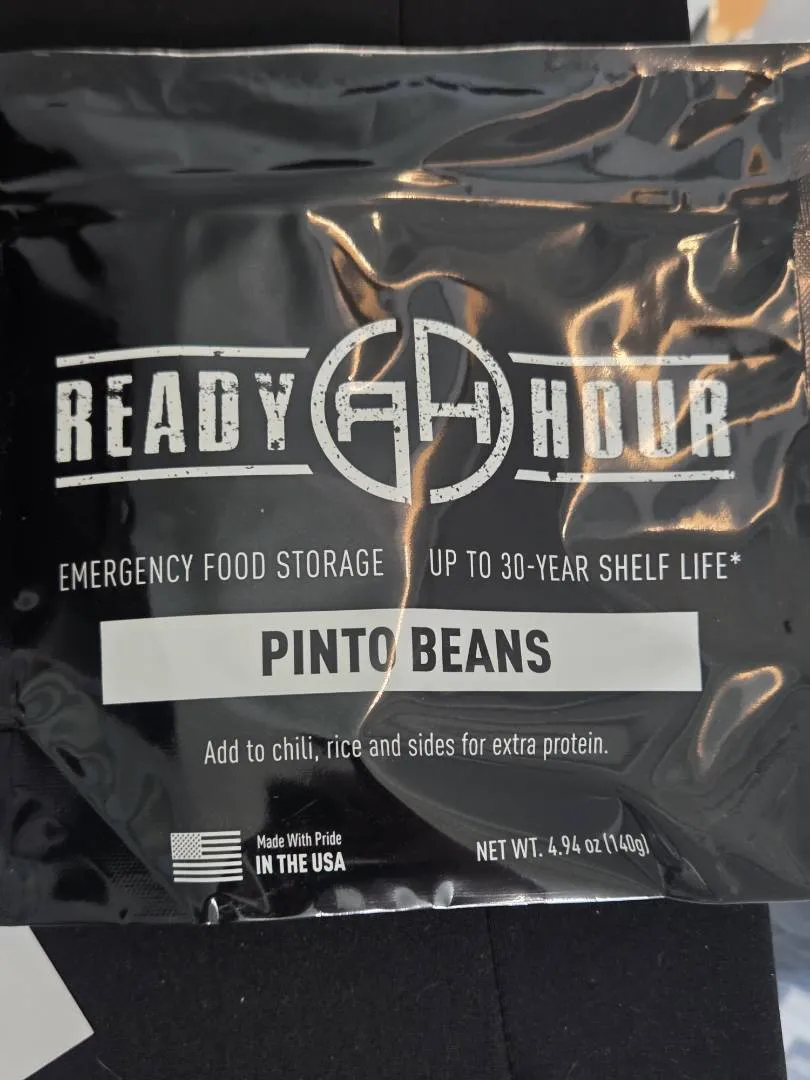 READY RH HOUR
EMERGENCY FOOD STORAGE UP TO 30-YEAR SHELF LIFE*
PINTO BEANS
Add to chili, rice and sides for extra protein.
Made With Pride
IN THE USA
NET WT. 4.94 oz (140g)